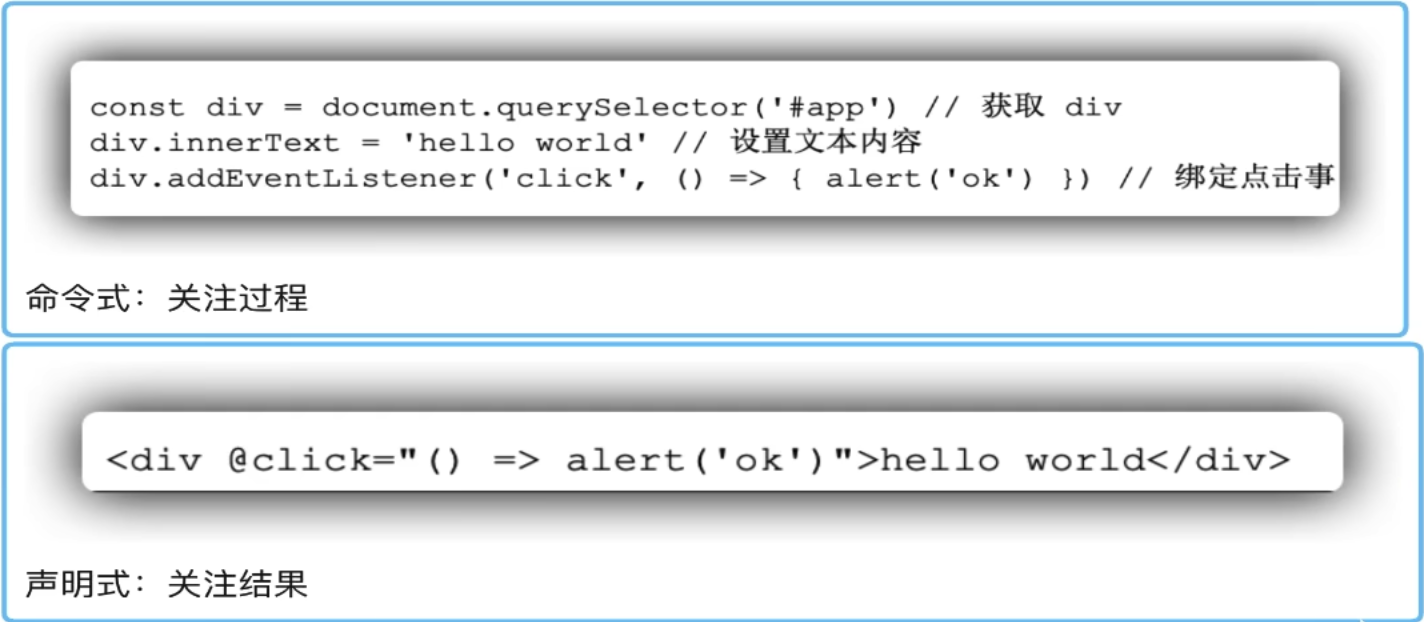 const div = document.querySelector('#app') // 获取 div
div.innerText = 'hello world' // 设置文本内容
div.addEventListener('click', () => { alert('ok') }) // 绑定点击事
命令式：关注过程
<div @click="() => alert('ok')">hello world</div>
声明式：关注结果